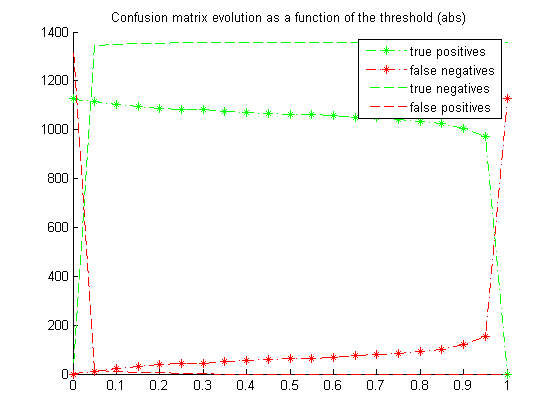 Confusion matrix evolution as a function of the threshold (abs)
1400
1200
1000
800
600
400
200
0
true positives
false negatives
true negatives
false positives
0 0.1 0.2 0.3 0.4 0.5 0.6 0.7 0.8 0.9 1